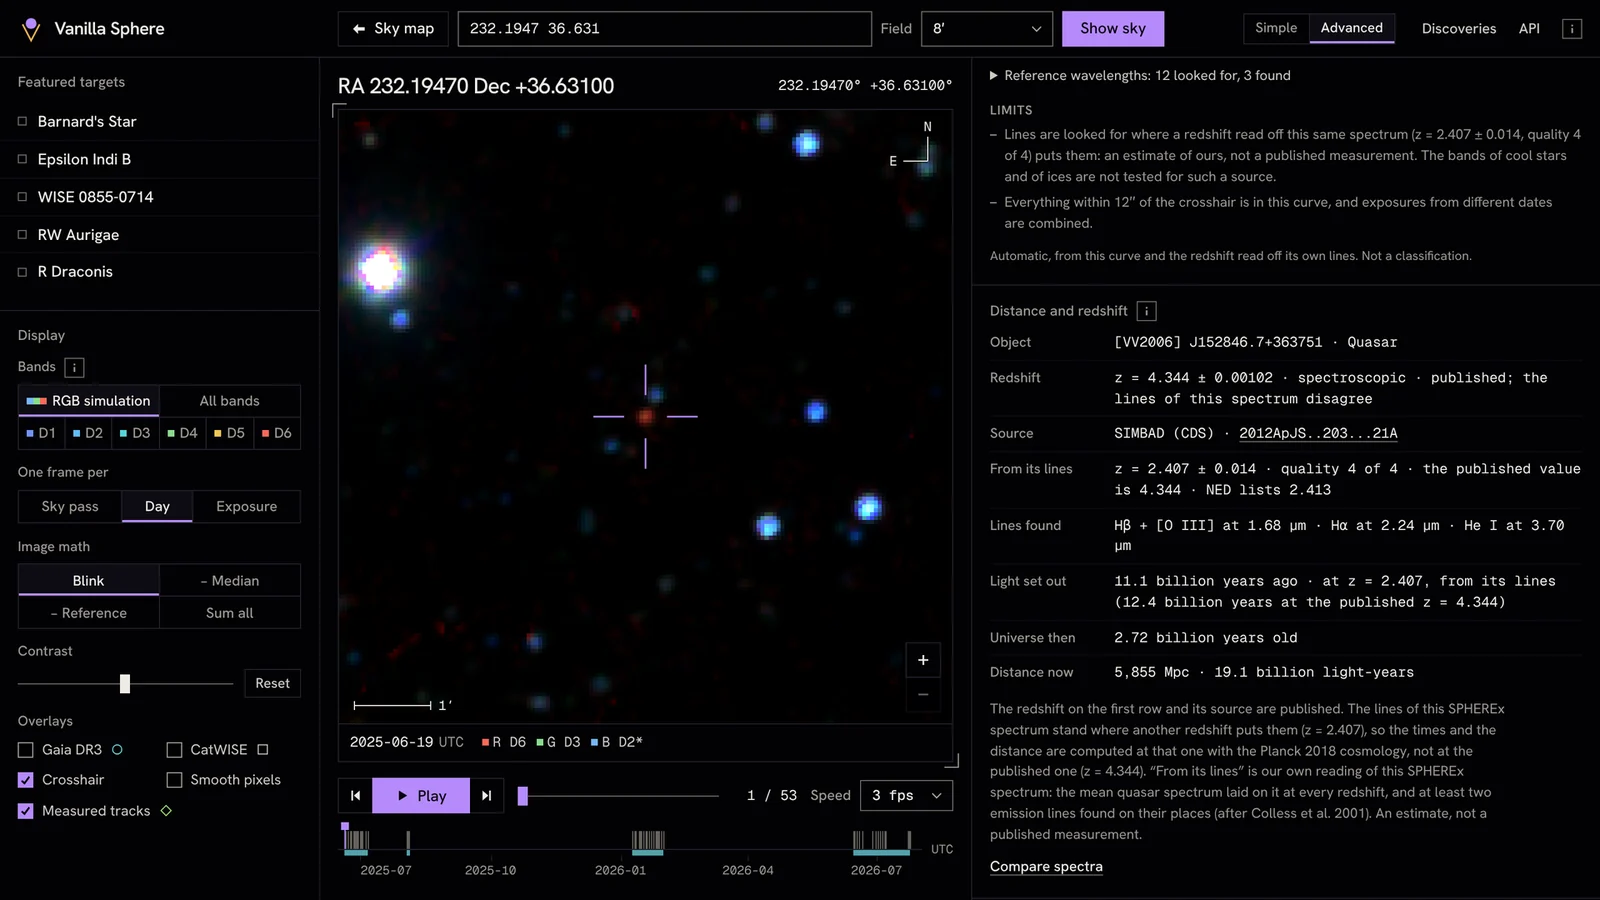 Vanilla Sphere
Sky map
232.1947 36.631
Field
8′
Show sky
Simple
Advanced
Discoveries
API
i
Featured targets
Barnard's Star
Epsilon Indi B
WISE 0855-0714
RW Aurigae
R Draconis
Display
Bands i
RGB simulation
All bands
D1
D2
D3
D4
D5
D6
One frame per
Sky pass
Day
Exposure
Image math
Blink
– Median
– Reference
Sum all
Contrast
Reset
Overlays
Gaia DR3
CatWISE
Crosshair
Smooth pixels
Measured tracks
RA 232.19470 Dec +36.63100
232.19470° +36.63100°
N
E
+
−
1′
2025-06-19 UTC R D6 G D3 B D2*
Play
1 / 53
Speed
3 fps
UTC
2025-07
2025-10
2026-01
2026-04
2026-07
Reference wavelengths: 12 looked for, 3 found
LIMITS
– Lines are looked for where a redshift read off this same spectrum (z = 2.407 ± 0.014, quality 4
of 4) puts them: an estimate of ours, not a published measurement. The bands of cool stars
and of ices are not tested for such a source.
– Everything within 12″ of the crosshair is in this curve, and exposures from different dates
are combined.
Automatic, from this curve and the redshift read off its own lines. Not a classification.
Distance and redshift i
Object
[VV2006] J152846.7+363751 · Quasar
Redshift
z = 4.344 ± 0.00102 · spectroscopic · published; the
lines of this spectrum disagree
Source
SIMBAD (CDS) · 2012ApJS..203...21A
From its lines
z = 2.407 ± 0.014 · quality 4 of 4 · the published value
is 4.344 · NED lists 2.413
Lines found
Hβ + [O III] at 1.68 µm · Hα at 2.24 µm · He I at 3.70
µm
Light set out
11.1 billion years ago · at z = 2.407, from its lines
(12.4 billion years at the published z = 4.344)
Universe then
2.72 billion years old
Distance now
5,855 Mpc · 19.1 billion light-years
The redshift on the first row and its source are published. The lines of this SPHEREx
spectrum stand where another redshift puts them (z = 2.407), so the times and the
distance are computed at that one with the Planck 2018 cosmology, not at the
published one (z = 4.344). “From its lines” is our own reading of this SPHEREx
spectrum: the mean quasar spectrum laid on it at every redshift, and at least two
emission lines found on their places (after Colless et al. 2001). An estimate, not a
published measurement.
Compare spectra